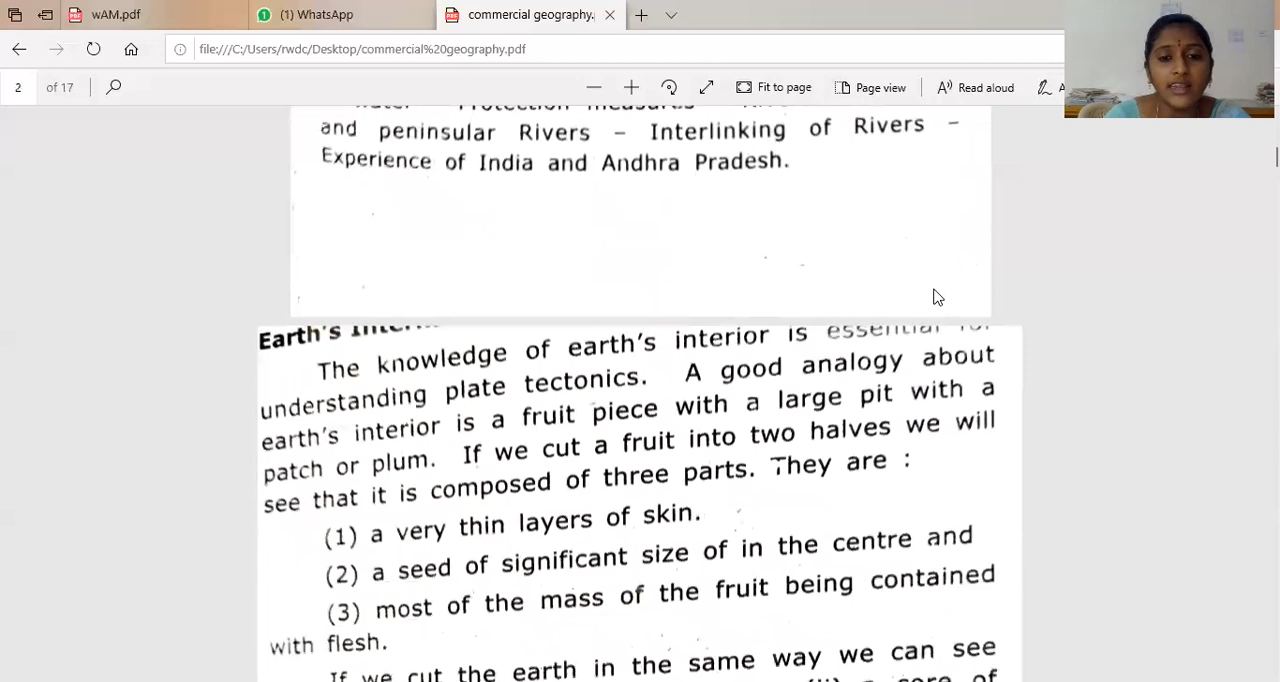 wAM.pdf
(1) WhatsApp
commercial geography.
file:///C:/Users/rwdc/Desktop/commercial%20geography.pdf
2 of 17
Fit to page
Page view
Read aloud
and peninsular Rivers – Interlinking of Rivers –
Experience of India and Andhra Pradesh.
Earth's
The knowledge of earth's interior is essential for
understanding plate tectonics. A good analogy about
earth's interior is a fruit piece with a large pit with a
patch or plum. If we cut a fruit into two halves we will
see that it is composed of three parts. They are :
(1) a very thin layers of skin.
(2) a seed of significant size of in the centre and
(3) most of the mass of the fruit being contained
with flesh.
If we cut the earth in the same way we can see